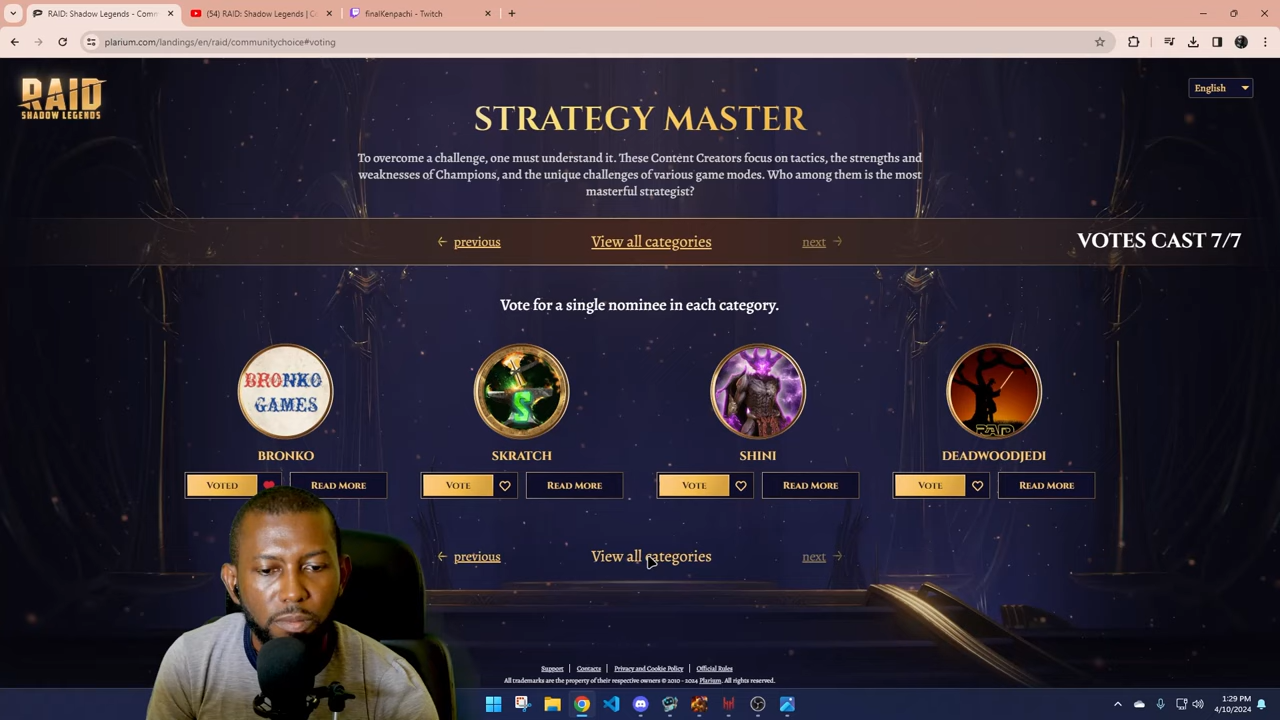 RAID: Shadow Legends - Com
(54) RAID: Shadow Legends | C
finalKenpachi - Twitch
plarium.com/landings/en/raid/communitychoice#voting
RAID
SHADOW LEGENDS
English
STRATEGY MASTER
To overcome a challenge, one must understand it. These Content Creators focus on tactics, the strengths and
weaknesses of Champions, and the unique challenges of various game modes. Who among them is the most
masterful strategist?
previous
View all categories
next
VOTES CAST 7/7
Vote for a single nominee in each category.
BRONKO
GAMES
S
RAID
BRONKO
SKRATCH
SHINI
DEADWOODJEDI
VOTED
READ MORE
VOTE
READ MORE
VOTE
READ MORE
VOTE
READ MORE
previous
View all categories
next
Support
Contacts
Privacy and Cookie Policy
Official Rules
All trademarks are the property of their respective owners © 2010 - 2024 Plarium. All rights reserved.
1:29 PM
4/10/2024